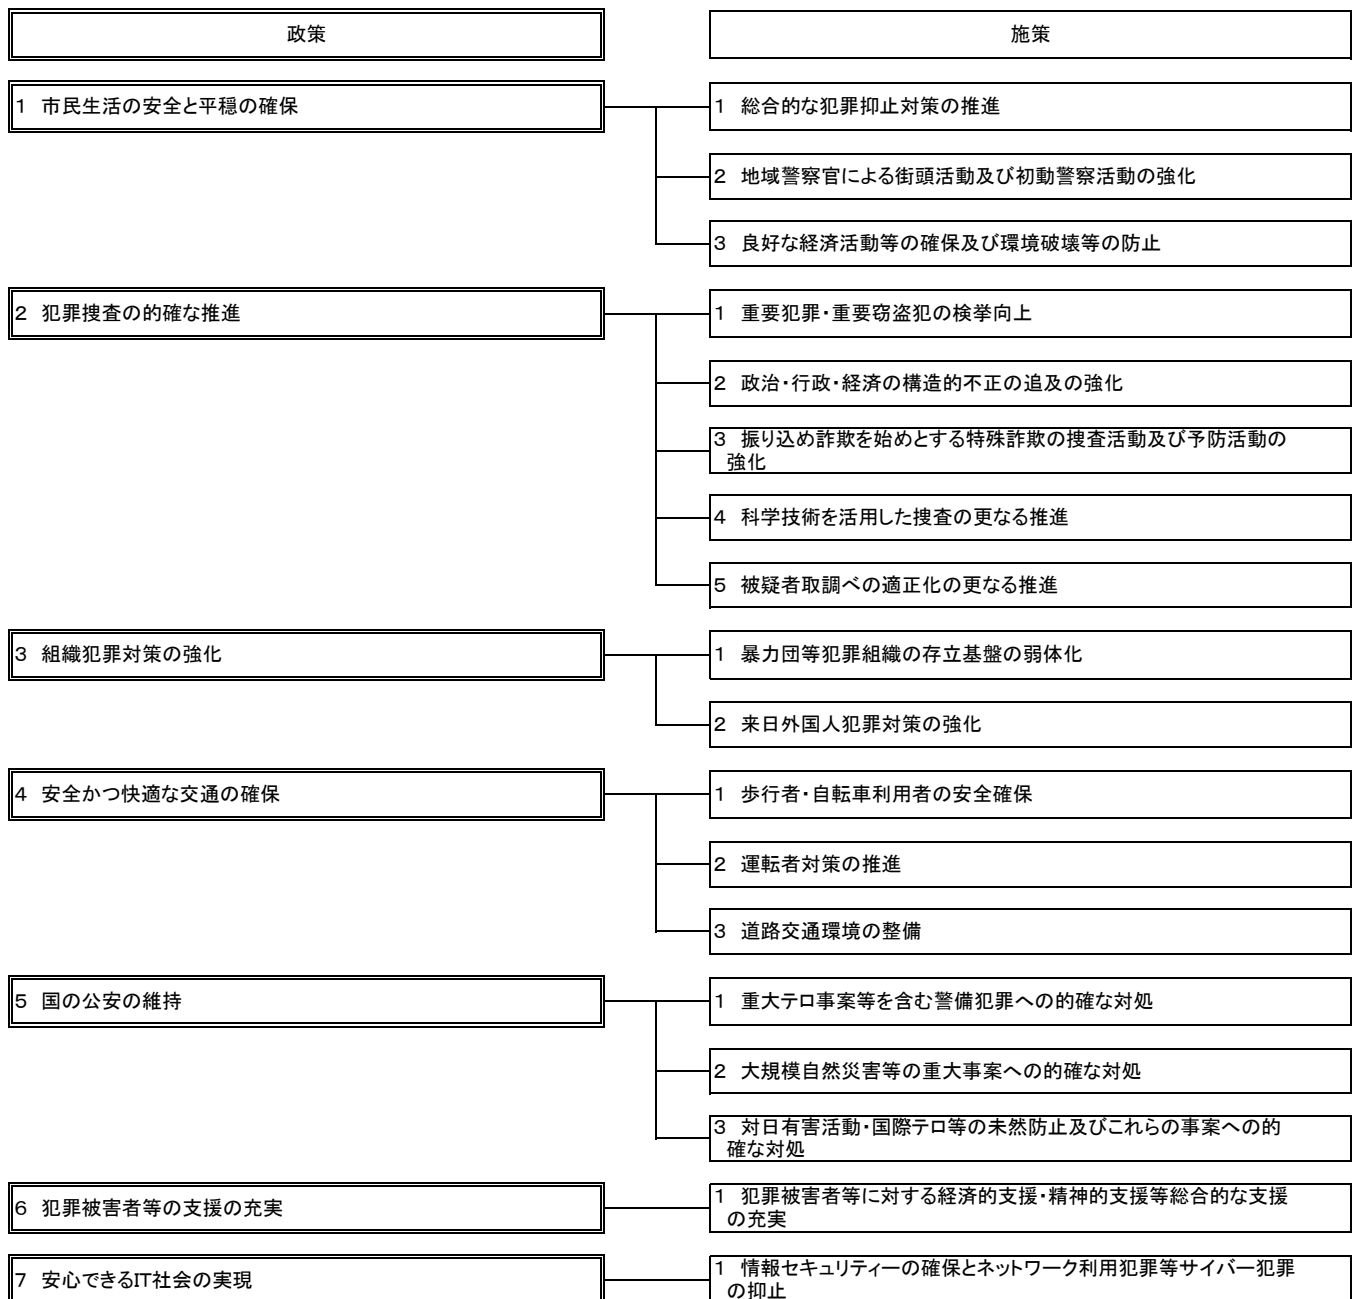 政策
施策
1 市民生活の安全と平穏の確保
1 総合的な犯罪抑止対策の推進
2 地域警察官による街頭活動及び初動警察活動の強化
3 良好な経済活動等の確保及び環境破壊等の防止
2 犯罪捜査の的確な推進
1 重要犯罪・重要窃盗犯の検挙向上
2 政治・行政・経済の構造的不正の追及の強化
3 振り込め詐欺を始めとする特殊詐欺の捜査活動及び予防活動の
強化
4 科学技術を活用した捜査の更なる推進
5 被疑者取調べの適正化の更なる推進
3 組織犯罪対策の強化
1 暴力団等犯罪組織の存立基盤の弱体化
2 来日外国人犯罪対策の強化
4 安全かつ快適な交通の確保
1 歩行者・自転車利用者の安全確保
2 運転者対策の推進
3 道路交通環境の整備
5 国の公安の維持
1 重大テロ事案等を含む警備犯罪への的確な対処
2 大規模自然災害等の重大事案への的確な対処
3 対日有害活動・国際テロ等の未然防止及びこれらの事案への的
確な対処
6 犯罪被害者等の支援の充実
1 犯罪被害者等に対する経済的支援・精神的支援等総合的な支援
の充実
7 安心できるIT社会の実現
1 情報セキュリティーの確保とネットワーク利用犯罪等サイバー犯罪
の抑止